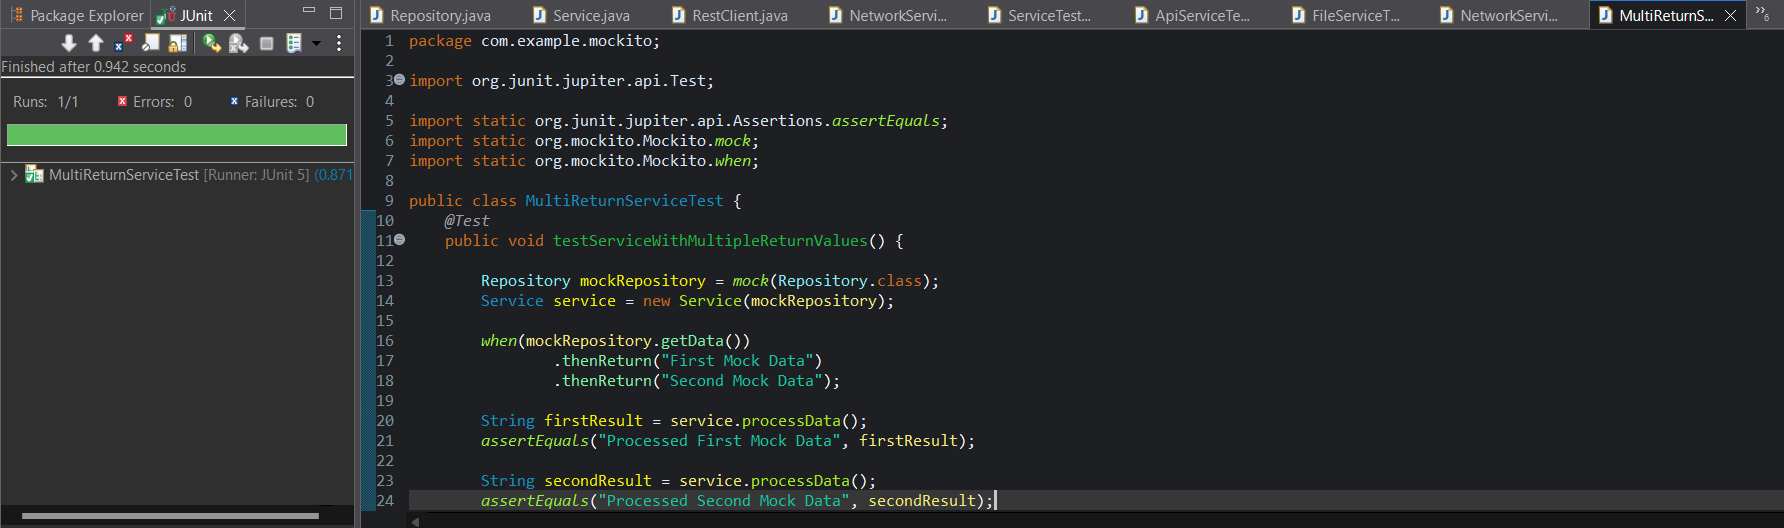 Package Explorer JUnit
Finished after 0.942 seconds
Runs: 1/1 Errors: 0 Failures: 0
MultiReturnServiceTest [Runner: JUnit 5] (0.871
Repository.java Service.java RestClient.java NetworkServi... ServiceTest... ApiServiceTe... FileServiceT... NetworkServi... MultiReturnS... 6
1 package com.example.mockito;
2
3 import org.junit.jupiter.api.Test;
4
5 import static org.junit.jupiter.api.Assertions.assertEquals;
6 import static org.mockito.Mockito.mock;
7 import static org.mockito.Mockito.when;
8
9 public class MultiReturnServiceTest {
10 @Test
11 public void testServiceWithMultipleReturnValues() {
12
13 Repository mockRepository = mock(Repository.class);
14 Service service = new Service(mockRepository);
15
16 when(mockRepository.getData())
17 .thenReturn("First Mock Data")
18 .thenReturn("Second Mock Data");
19
20 String firstResult = service.processData();
21 assertEquals("Processed First Mock Data", firstResult);
22
23 String secondResult = service.processData();
24 assertEquals("Processed Second Mock Data", secondResult);